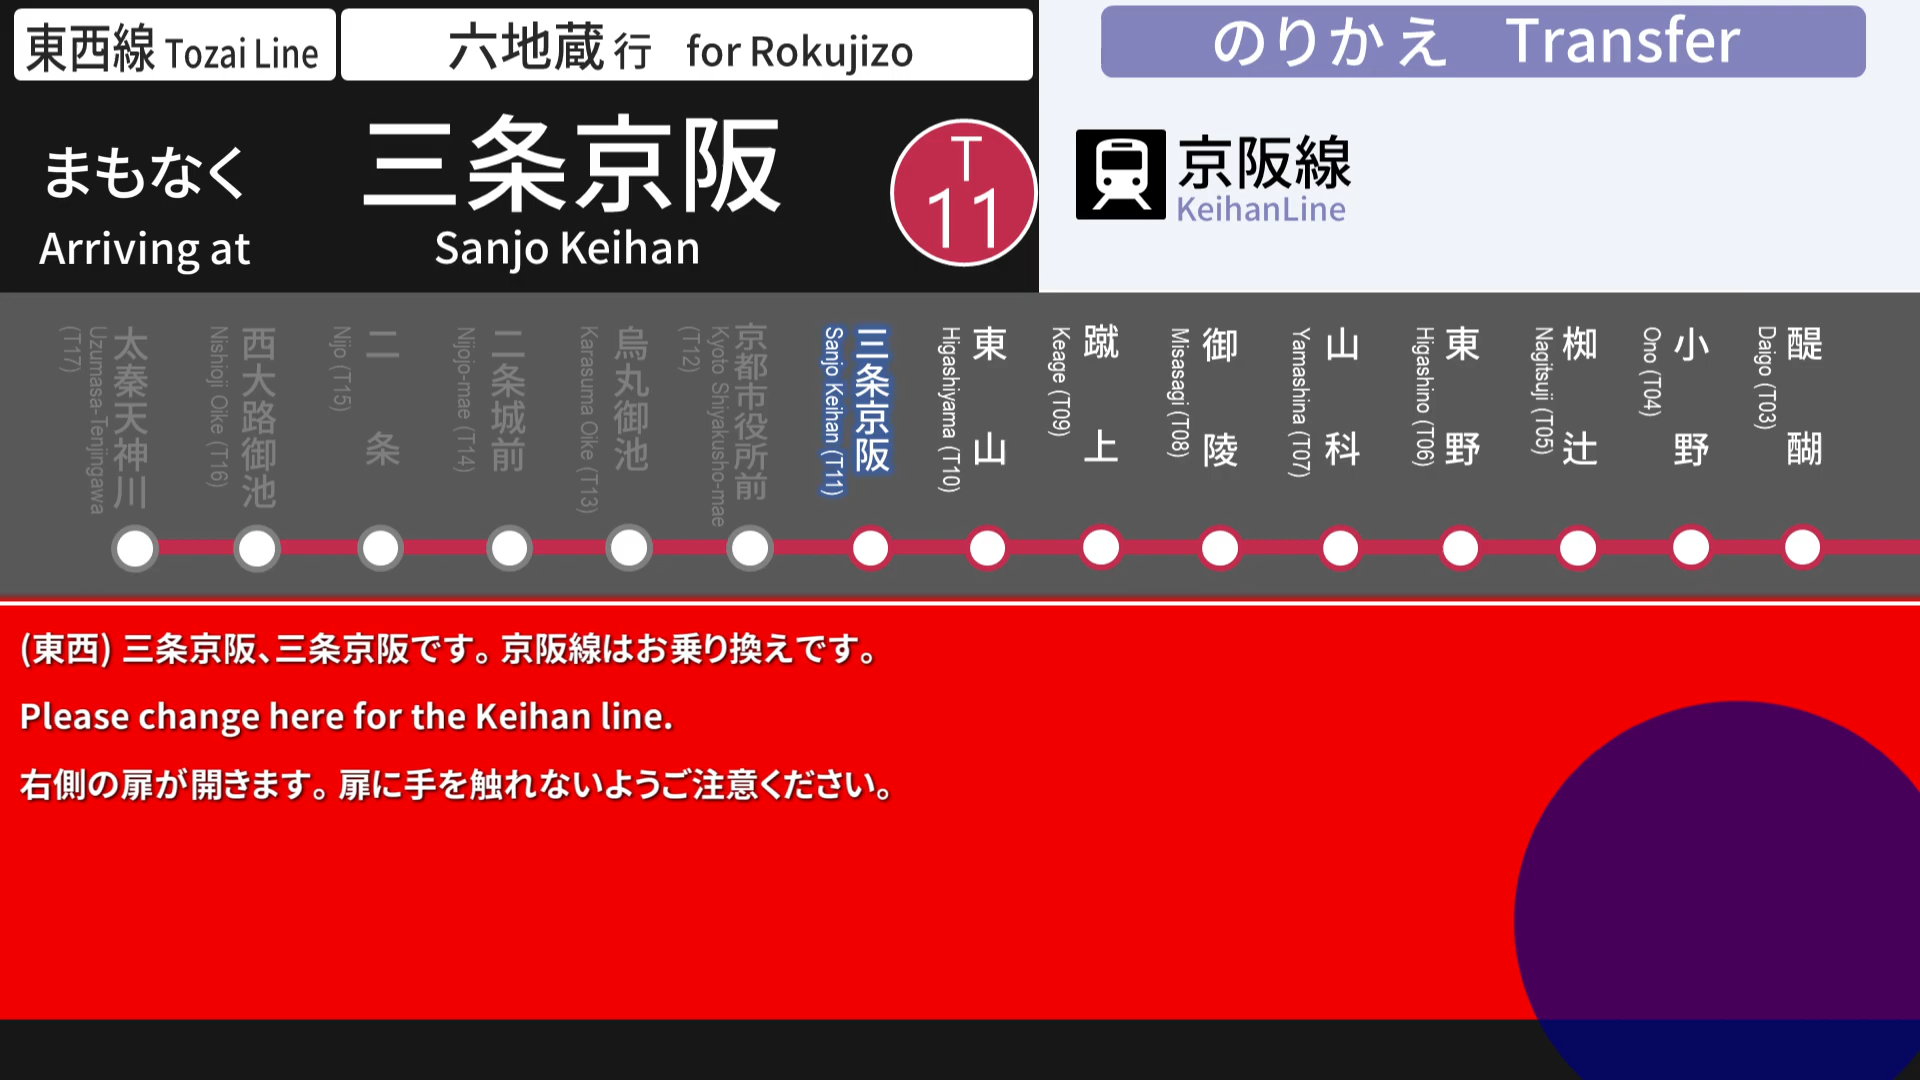 東西線 Tozai Line
六地蔵行 for Rokujizo
のりかえ Transfer
まもなく
Arriving at
三条京阪
Sanjo Keihan
T
11
京阪線
KeihanLine
太秦天神川
Uzumasa-Tenjingawa
(T17)
西大路御池
Nishioji Oike (T16)
二条
Nijo (T15)
二条城前
Nijojo-mae (T14)
烏丸御池
Karasuma Oike (T13)
京都市役所前
Kyoto Shiyakusho-mae
(T12)
三条京阪
Sanjo Keihan (T11)
東山
Higashiyama (T10)
蹴上
Keage (T09)
御陵
Misasagi (T08)
山科
Yamashina (T07)
東野
Higashino (T06)
椥辻
Nagitsuji (T05)
小野
Ono (T04)
醍醐
Daigo (T03)
(東西) 三条京阪、三条京阪です。京阪線はお乗り換えです。
Please change here for the Keihan line.
右側の扉が開きます。扉に手を触れないようご注意ください。